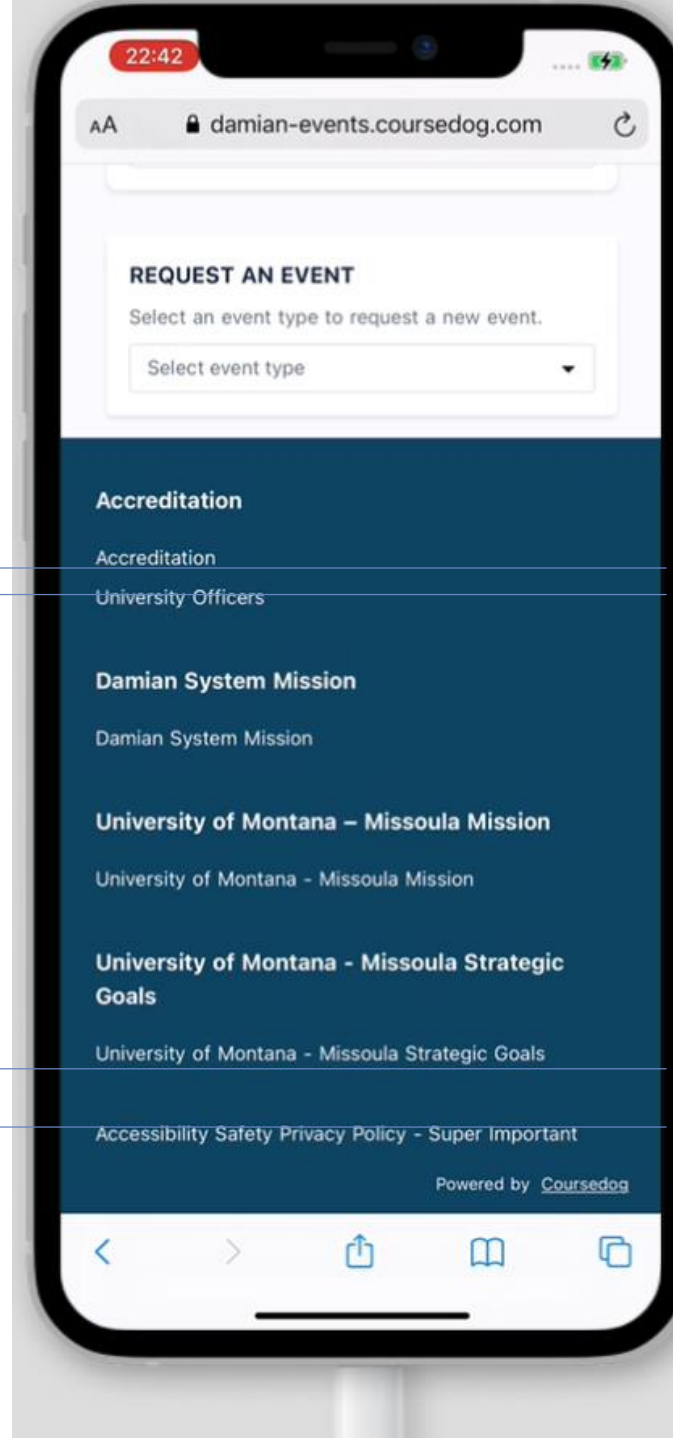 22:42
AA damian-events.coursedog.com
REQUEST AN EVENT
Select an event type to request a new event.
Select event type
Accreditation
Accreditation
University Officers
Damian System Mission
Damian System Mission
University of Montana – Missoula Mission
University of Montana - Missoula Mission
University of Montana - Missoula Strategic
Goals
University of Montana - Missoula Strategic Goals
Accessibility Safety Privacy Policy - Super Important
Powered by Coursedog